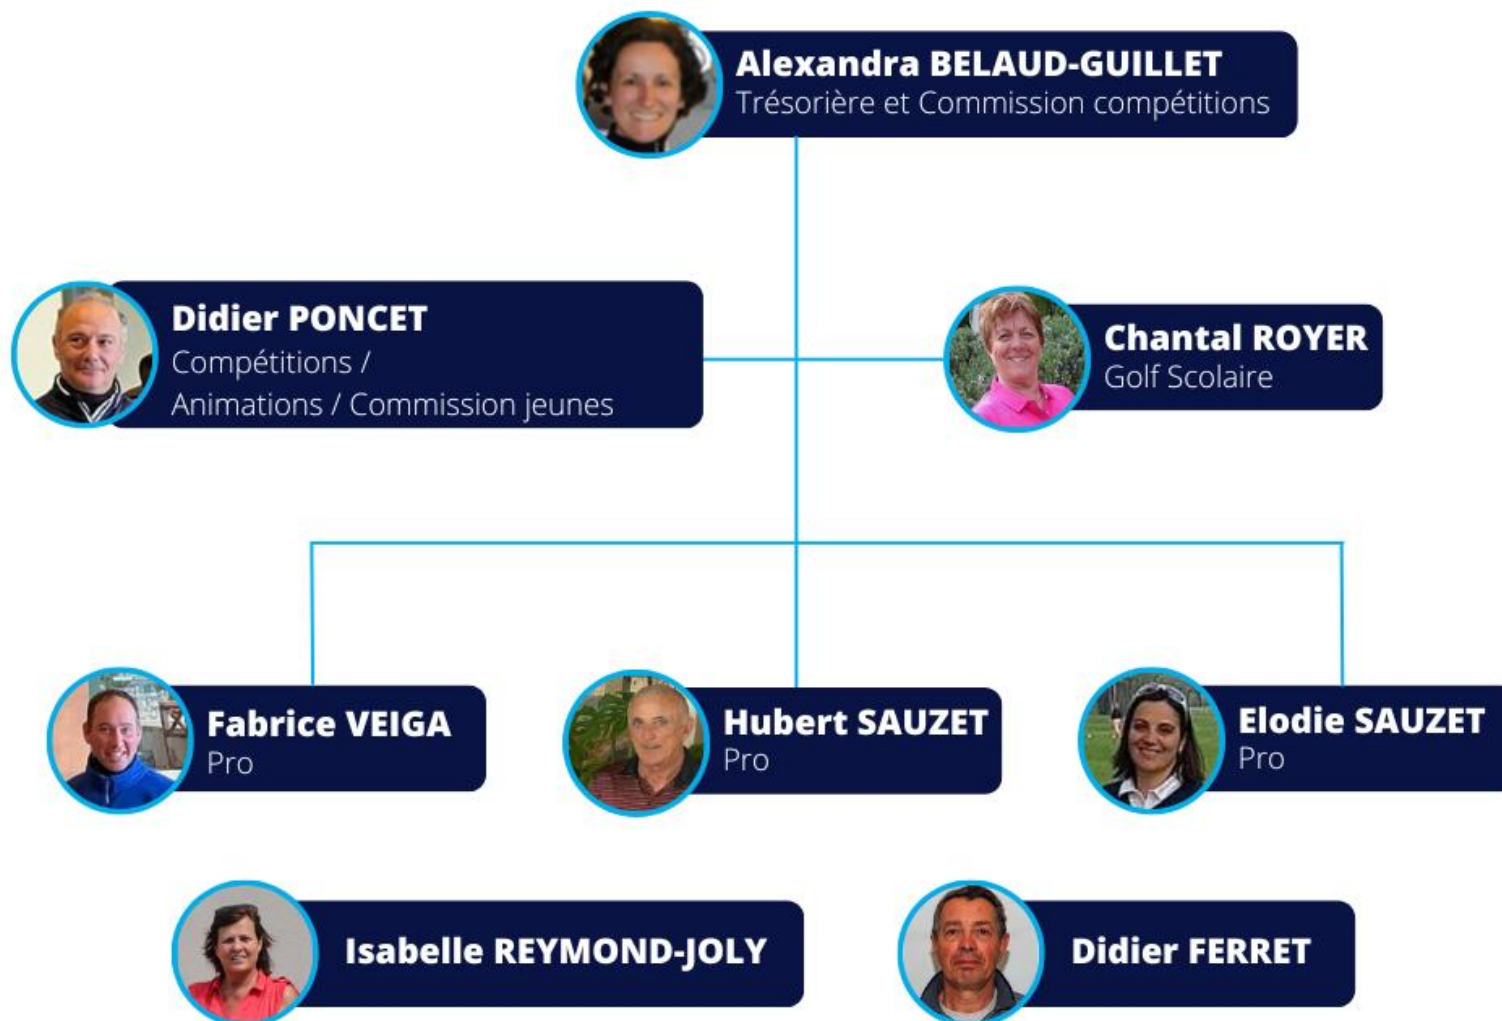 Alexandra BELAUD-GUILLET
Trésorière et Commission compétitions
Didier PONCET
Compétitions /
Animations / Commission jeunes
Chantal ROYER
Golf Scolaire
Fabrice VEIGA
Pro
Hubert SAUZET
Pro
Elodie SAUZET
Pro
Isabelle REYMOND-JOLY
Didier FERRET